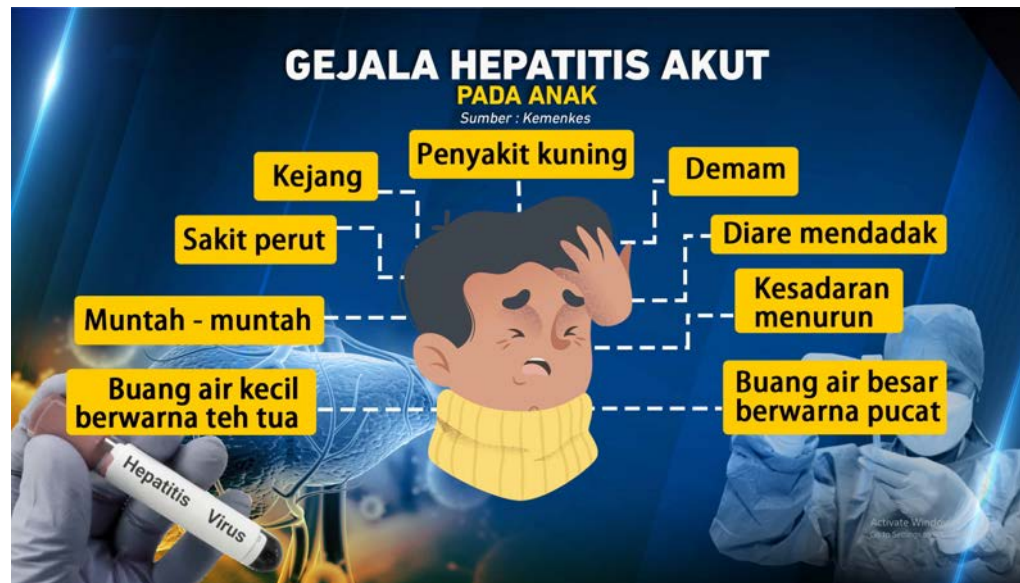 GEJALA HEPATITIS AKUT
PADA ANAK
Sumber : Kemenkes
Penyakit kuning
Kejang
Demam
Sakit perut
Diare mendadak
Muntah - muntah
Kesadaran
menurun
Buang air kecil
berwarna teh tua
Buang air besar
berwarna pucat
Hepatitis Virus
Activate Windo